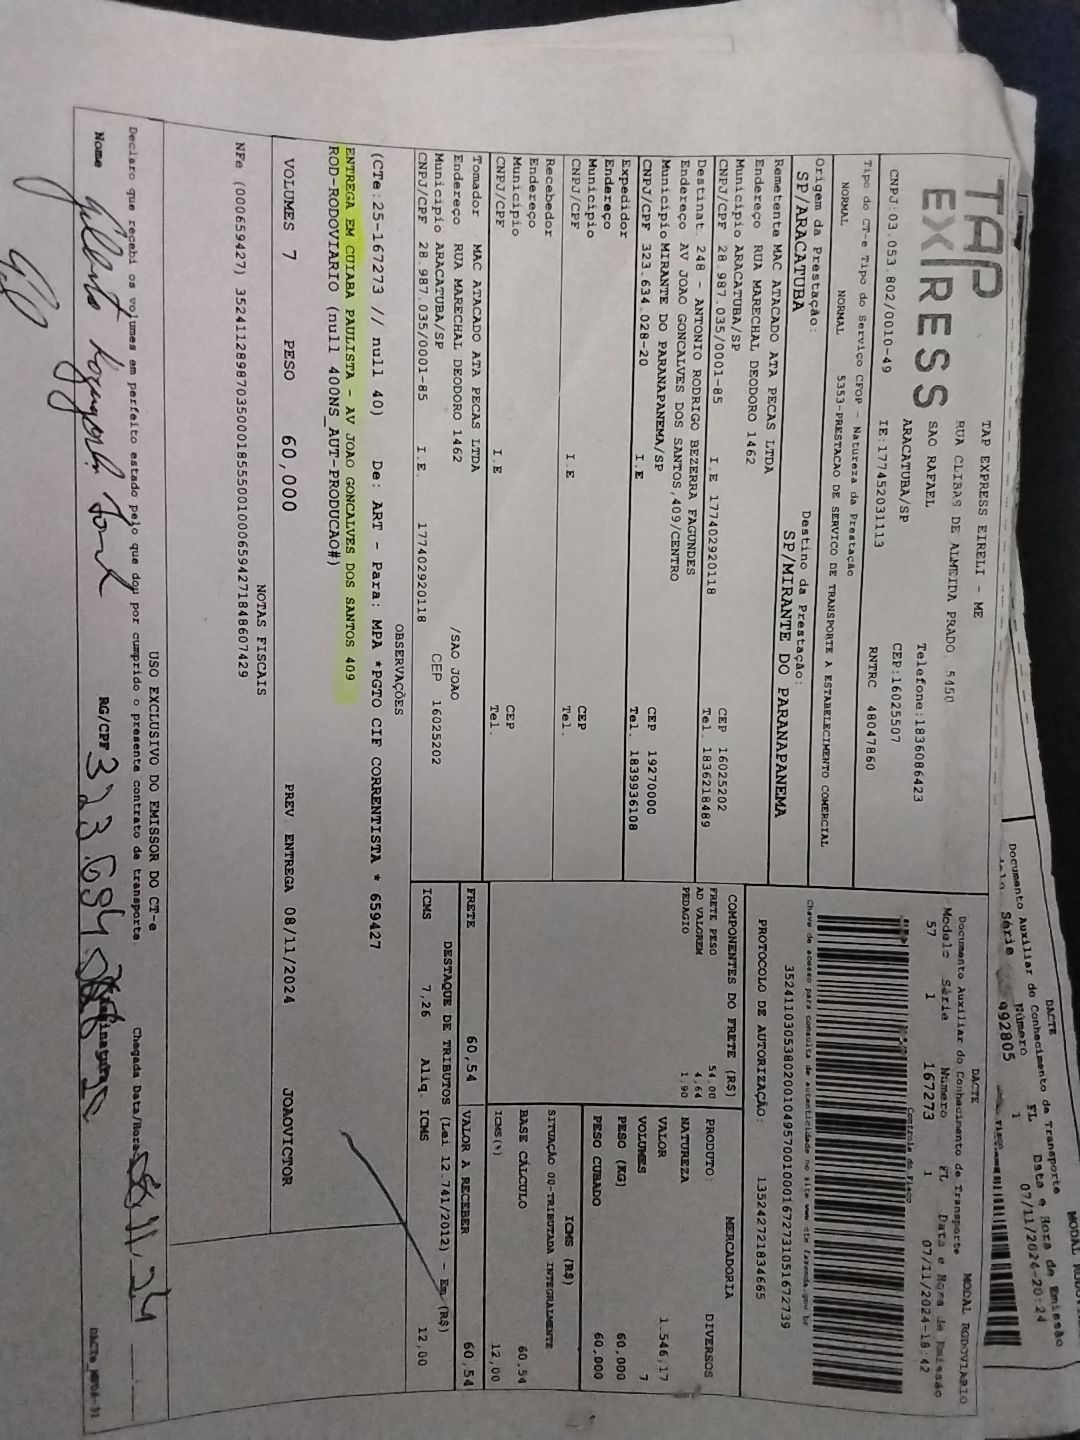 TAP EXPRESS
TAP EXPRESS EIRELI - ME
RUA CLIBAS DE ALMEIDA PRADO, 5450
SAO RAFAEL Telefone:1836086423
ARACATUBA/SP CEP:16025507
CNPJ:03.053.802/0010-49 IE:177452031113 RNTRC 48047860
Tipo do CT-e Tipo do Serviço CFOP - Natureza da Prestação
NORMAL NORMAL 5353-PRESTACAO DE SERVICO DE TRANSPORTE A ESTABELECIMENTO COMERCIAL
Origem da Prestação: Destino da Prestação:
SP/ARACATUBA SP/MIRANTE DO PARANAPANEMA
Remetente MAC ATACADO ATA PECAS LTDA
Endereço RUA MARECHAL DEODORO 1462
Município ARACATUBA/SP CEP 16025202
CNPJ/CPF 28.987.035/0001-85 I.E 177402920118 Tel. 1836218489
Destinat. 248 - ANTONIO RODRIGO BEZERRA FAGUNDES
Endereço AV JOAO GONCALVES DOS SANTOS,409/CENTRO
Município MIRANTE DO PARANAPANEMA/SP CEP 19270000
CNPJ/CPF 323.634.028-20 I.E Tel. 1839936108
Expedidor
Endereço
Município CEP
CNPJ/CPF I.E Tel.
Recebedor
Endereço
Município CEP
CNPJ/CPF I.E Tel.
Tomador MAC ATACADO ATA PECAS LTDA
Endereço RUA MARECHAL DEODORO 1462 /SAO JOAO
Município ARACATUBA/SP CEP 16025202
CNPJ/CPF 28.987.035/0001-85 I.E. 177402920118
DACTE MODAL RODOVIARIO
Documento Auxiliar do Conhecimento de Transporte
Modelo Série Número FL Data e Hora de Emissão
57 1 167273 1 07/11/2024-18:42
Controle do Fisco
Chave de acesso para consulta de autenticidade no site www.cte.fazenda.gov.br
35241103053802001049570010001672731051672739
PROTOCOLO DE AUTORIZAÇÃO: 135242721834665
COMPONENTES DO FRETE (R$)
FRETE PESO 54,00
AD VALOREM 4,64
PEDAGIO 1,90
MERCADORIA
PRODUTO: DIVERSOS
NATUREZA
VALOR 1.546,17
VOLUMES 7
PESO (KG) 60,000
PESO CUBADO 60,000
ICMS (R$)
SITUAÇÃO 00-TRIBUTADA INTEGRALMENTE
BASE CÁLCULO 60,54
ICMS(%) 12,00
FRETE 60,54 VALOR A RECEBER 60,54
DESTAQUE DE TRIBUTOS (Lei 12.741/2012) - Em (R$)
ICMS 7,26 Aliq. ICMS 12,00
OBSERVAÇÕES
(CTe:25-167273 // null 40) De: ART - Para: MPA *PGTO CIF CORRENTISTA * 659427
ENTREGA EM CUIABA PAULISTA - AV JOAO GONCALVES DOS SANTOS 409
ROD-RODOVIARIO (null 400NS_AUT-PRODUCAO#)
VOLUMES 7 PESO 60,000 PREV. ENTREGA 08/11/2024 JOAOVICTOR
NOTAS FISCAIS
NFe (000659427) 35241128987035000185550010006594271848607429
USO EXCLUSIVO DO EMISSOR DO CT-e
Declaro que recebi os volumes em perfeito estado pelo que dou por cumprido o presente contrato de transporte. Chegada Data/Hora 08.11.24
Nome RG/CPF
MODAL
DACTE
Documento Auxiliar do Conhecimento de Transporte
Série Número FL Data e Hora de Emissão
992805 1 07/11/2024-20:24